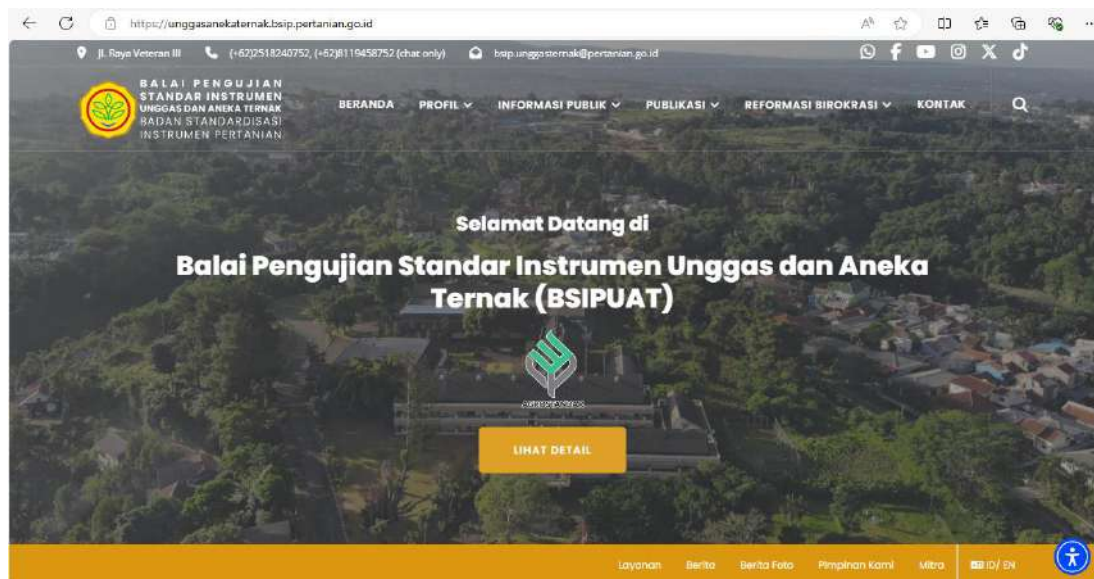 https://unggasanekaternak.bsip.pertanian.go.id
Jl. Raya Veteran III (+62)2518240752, (+62)8119458752 (chat only) bsip.unggasternak@pertanian.go.id
BALAI PENGUJIAN
STANDAR INSTRUMEN
UNGGAS DAN ANEKA TERNAK
BADAN STANDARDISASI
INSTRUMEN PERTANIAN
BERANDA PROFIL INFORMASI PUBLIK PUBLIKASI REFORMASI BIROKRASI KONTAK
Selamat Datang di
Balai Pengujian Standar Instrumen Unggas dan Aneka
Ternak (BSIPUAT)
AGROSTANDAR
LIHAT DETAIL
Layanan Berita Berita Foto Pimpinan Kami Mitra ID/ EN